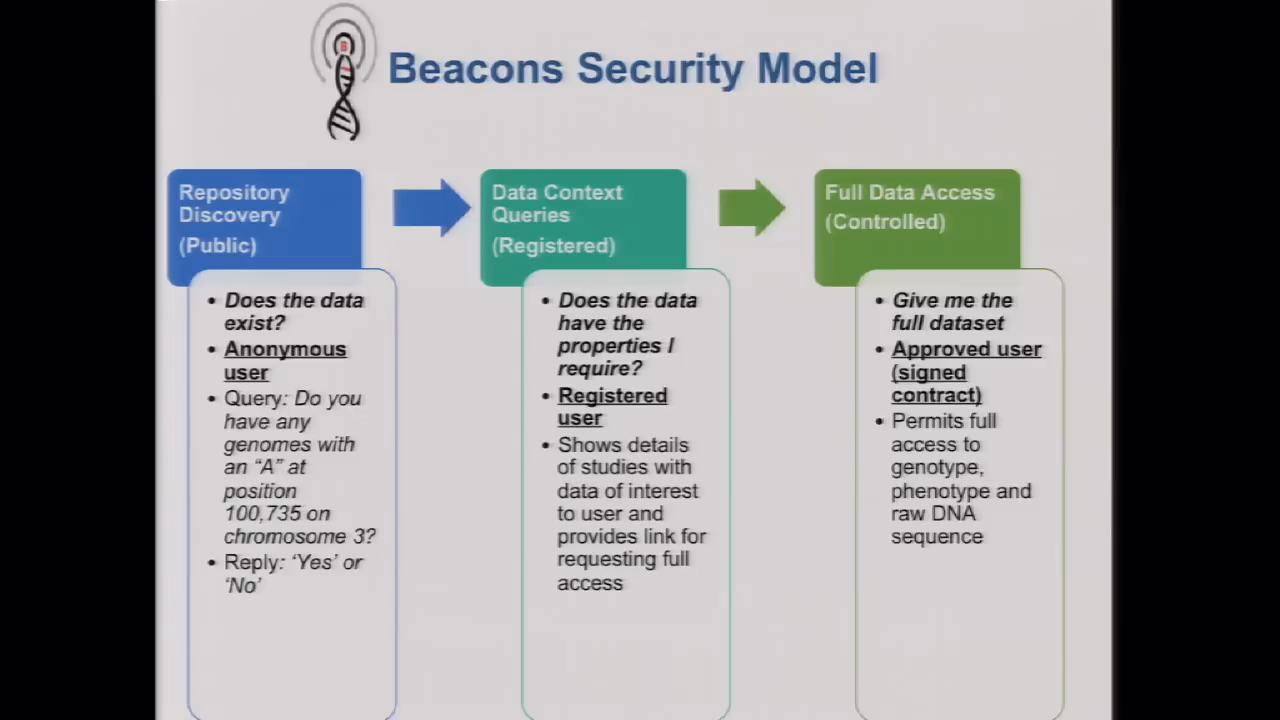 B
Beacons Security Model
Repository
Discovery
(Public)
• Does the data
exist?
• Anonymous
user
• Query: Do you
have any
genomes with
an “A” at
position
100,735 on
chromosome 3?
• Reply: ‘Yes’ or
‘No’
Data Context
Queries
(Registered)
• Does the data
have the
properties I
require?
• Registered
user
• Shows details
of studies with
data of interest
to user and
provides link for
requesting full
access
Full Data Access
(Controlled)
• Give me the
full dataset
• Approved user
(signed
contract)
• Permits full
access to
genotype,
phenotype and
raw DNA
sequence